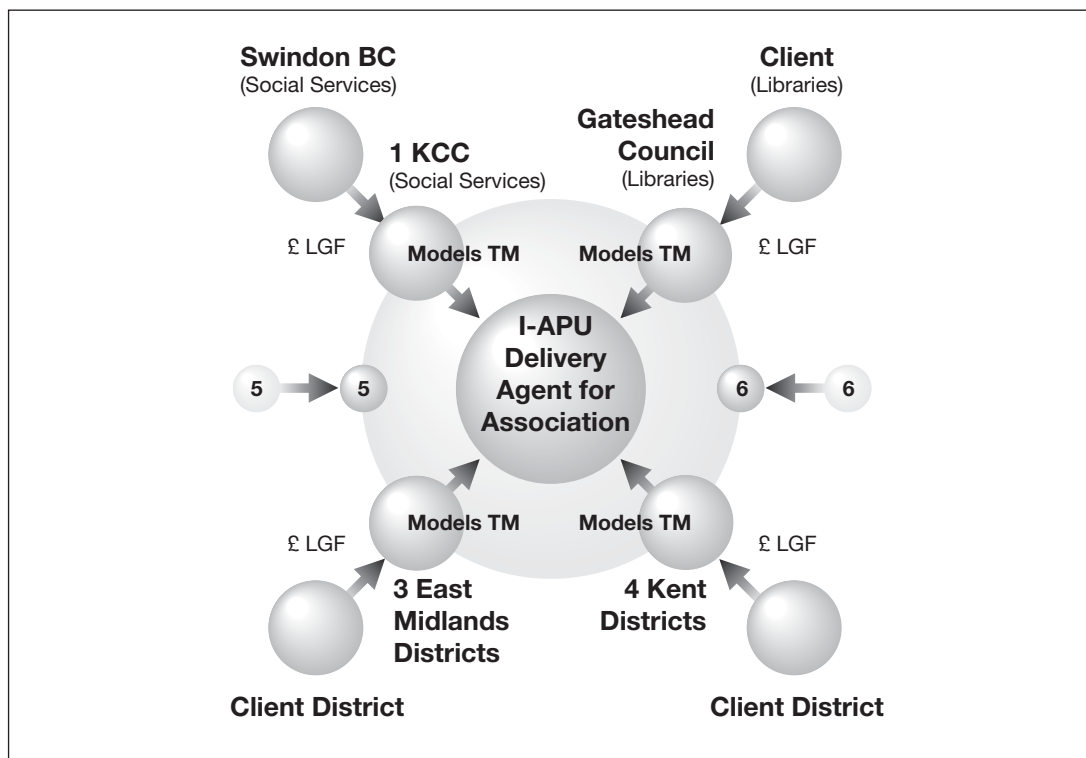 Swindon BC
(Social Services)
Client
(Libraries)
1 KCC
(Social Services)
Gateshead
Council
(Libraries)
£ LGF
Models TM
Models TM
£ LGF
I-APU
Delivery
Agent for
Association
5
5
6
6
£ LGF
Models TM
Models TM
£ LGF
3 East
Midlands
Districts
4 Kent
Districts
Client District
Client District